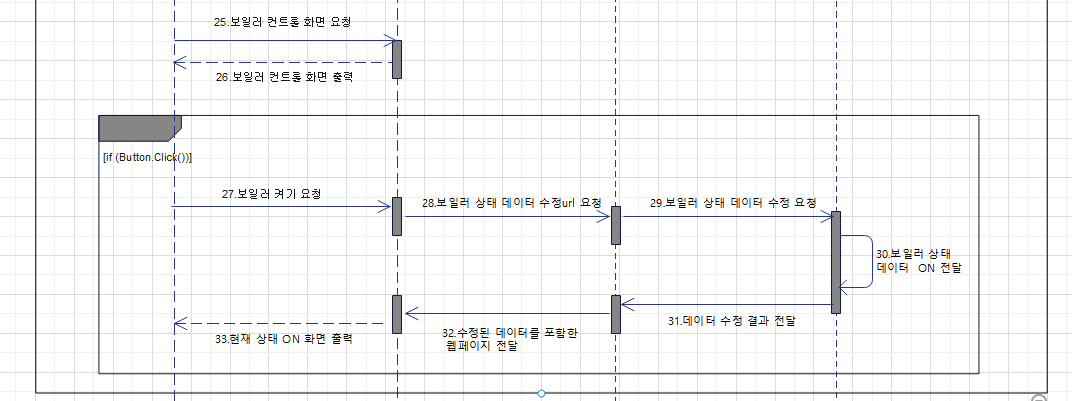 25.보일러 컨트롤 화면 요청
26.보일러 컨트롤 화면 출력
[if (Button.Click())]
27.보일러 켜기 요청
28.보일러 상태 데이터 수정url 요청
29.보일러 상태 데이터 수정 요청
30.보일러 상태
데이터 ON 전달
31.데이터 수정 결과 전달
32.수정된 데이터를 포함한
웹페이지 전달
33.현재 상태 ON 화면 출력